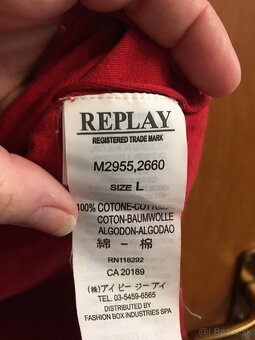 REPLAY
REGISTERED TRADE MARK
M2955,2660
SIZE L
100% COTONE-COTTON
COTON-BAUMWOLLE
ALGODON-ALGODAO
綿 - 棉
RN118292
CA 20189
(株)アイ ピー ジー アイ
TEL. 03-5459-6565
DISTRIBUTED BY
FASHION BOX INDUSTRIES SPA